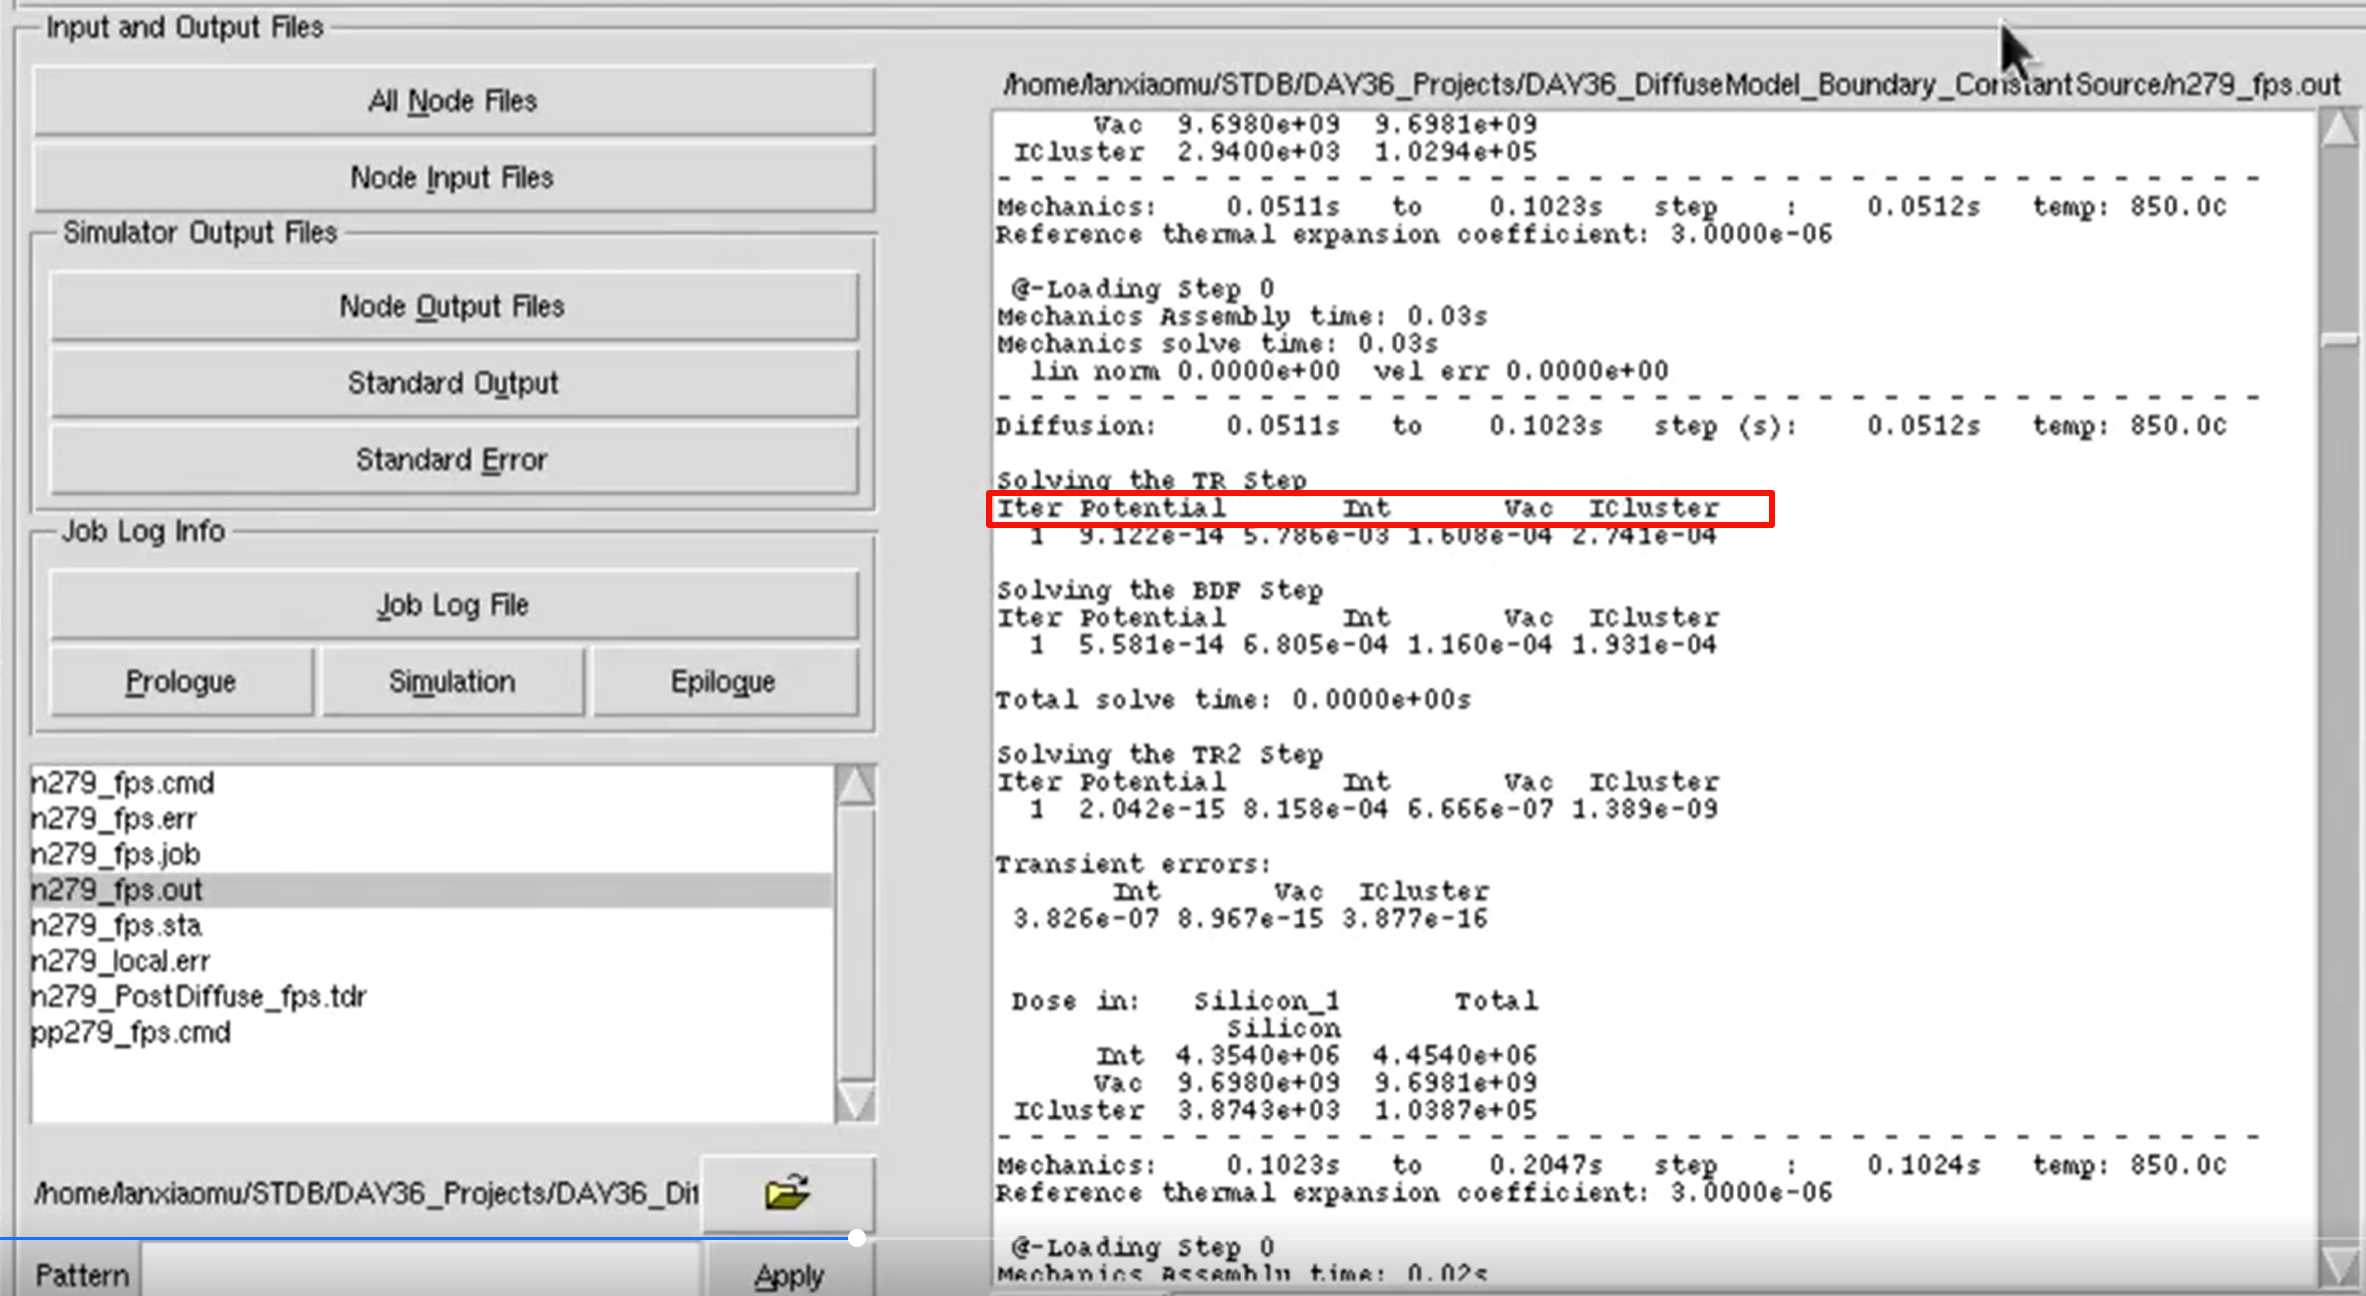 Input and Output Files
All Node Files
Node Input Files
Simulator Output Files
Node Output Files
Standard Output
Standard Error
Job Log Info
Job Log File
Prologue
Simulation
Epilogue
n279_fps.cmd
n279_fps.err
n279_fps.job
n279_fps.out
n279_fps.sta
n279_local.err
n279_PostDiffuse_fps.tdr
pp279_fps.cmd
/home/lanxiaomu/STDB/DAY36_Projects/DAY36_Dif
Pattern
Apply
/home/lanxiaomu/STDB/DAY36_Projects/DAY36_DiffuseModel_Boundary_ConstantSource/n279_fps.out
Vac 9.6980e+09 9.6981e+09
ICluster 2.9400e+03 1.0294e+05
- - - - - - - - - - - - - - - - - - - - - - - - - - - - - - - - - - - - - - -
Mechanics: 0.0511s to 0.1023s step : 0.0512s temp: 850.0C
Reference thermal expansion coefficient: 3.0000e-06
@-Loading Step 0
Mechanics Assembly time: 0.03s
Mechanics solve time: 0.03s
lin norm 0.0000e+00 vel err 0.0000e+00
- - - - - - - - - - - - - - - - - - - - - - - - - - - - - - - - - - - - - - -
Diffusion: 0.0511s to 0.1023s step (s): 0.0512s temp: 850.0C
Solving the TR Step
Iter Potential Int Vac ICluster
1 9.122e-14 5.786e-03 1.608e-04 2.741e-04
Solving the BDF Step
Iter Potential Int Vac ICluster
1 5.581e-14 6.805e-04 1.160e-04 1.931e-04
Total solve time: 0.0000e+00s
Solving the TR2 Step
Iter Potential Int Vac ICluster
1 2.042e-15 8.158e-04 6.666e-07 1.389e-09
Transient errors:
Int Vac ICluster
3.826e-07 8.967e-15 3.877e-16
Dose in: Silicon_1 Total
Silicon
Int 4.3540e+06 4.4540e+06
Vac 9.6980e+09 9.6981e+09
ICluster 3.8743e+03 1.0387e+05
- - - - - - - - - - - - - - - - - - - - - - - - - - - - - - - - - - - - - - -
Mechanics: 0.1023s to 0.2047s step : 0.1024s temp: 850.0C
Reference thermal expansion coefficient: 3.0000e-06
@-Loading Step 0
Mechanics Assembly time: 0.02s